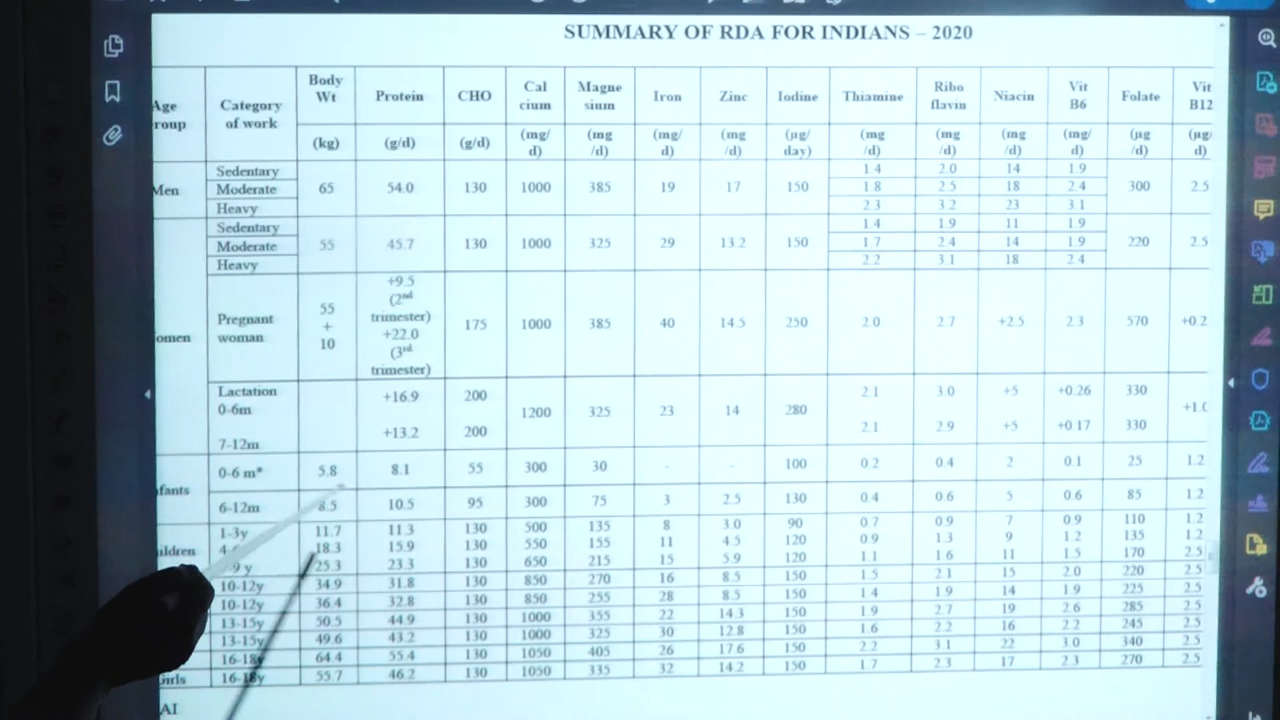 SUMMARY OF RDA FOR INDIANS – 2020
Age roup Category of work Body Wt Protein CHO Cal cium Magne sium Iron Zinc Iodine Thiamine Ribo flavin Niacin Vit B6 Folate Vit B12
(kg) (g/d) (g/d) (mg/ d) (mg /d) (mg/ d) (mg /d) (µg/ day) (mg /d) (mg /d) (mg /d) (mg/ d) (µg /d) (µg/ d)
Men Sedentary 65 54.0 130 1000 385 19 17 150 1.4 2.0 14 1.9 300 2.5
Moderate 1.8 2.5 18 2.4
Heavy 2.3 3.2 23 3.1
omen Sedentary 55 45.7 130 1000 325 29 13.2 150 1.4 1.9 11 1.9 220 2.5
Moderate 1.7 2.4 14 1.9
Heavy 2.2 3.1 18 2.4
Pregnant woman 55 + 10 +9.5 (2nd trimester) +22.0 (3rd trimester) 175 1000 385 40 14.5 250 2.0 2.7 +2.5 2.3 570 +0.2
Lactation 0-6m +16.9 200 1200 325 23 14 280 2.1 3.0 +5 +0.26 330 +1.0
7-12m +13.2 200 2.1 2.9 +5 +0.17 330
fants 0-6 m* 5.8 8.1 55 300 30 - - 100 0.2 0.4 2 0.1 25 1.2
6-12m 8.5 10.5 95 300 75 3 2.5 130 0.4 0.6 5 0.6 85 1.2
ildren 1-3y 11.7 11.3 130 500 135 8 3.0 90 0.7 0.9 7 0.9 110 1.2
4- 18.3 15.9 130 550 155 11 4.5 120 0.9 1.3 9 1.2 135 1.2
9 y 25.3 23.3 130 650 215 15 5.9 120 1.1 1.6 11 1.5 170 2.5
10-12y 34.9 31.8 130 850 270 16 8.5 150 1.5 2.1 15 2.0 220 2.5
10-12y 36.4 32.8 130 850 255 28 8.5 150 1.4 1.9 14 1.9 225 2.5
13-15y 50.5 44.9 130 1000 355 22 14.3 150 1.9 2.7 19 2.6 285 2.5
13-15y 49.6 43.2 130 1000 325 30 12.8 150 1.6 2.2 16 2.2 245 2.5
16-18y 64.4 55.4 130 1050 405 26 17.6 150 2.2 3.1 22 3.0 340 2.5
irls 16-18y 55.7 46.2 130 1050 335 32 14.2 150 1.7 2.3 17 2.3 270 2.5
AI